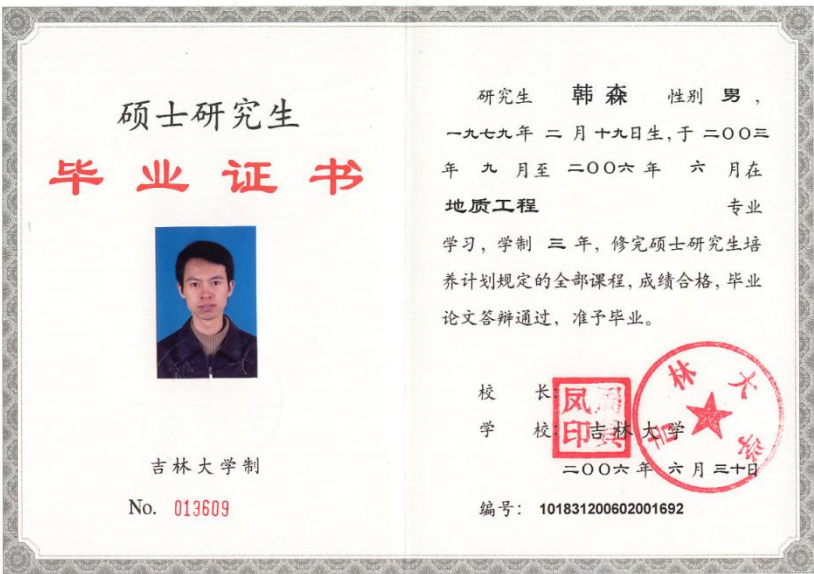 硕士研究生
毕业证书
吉林大学制
No. 013609
研究生 韩森 性别 男，
一九七九年 二 月 十九日生，于 二〇〇三
年 九 月至 二〇〇六 年 六 月在
地质工程 专业
学习，学制 三 年，修完硕士研究生培
养计划规定的全部课程，成绩合格，毕业
论文答辩通过，准予毕业。
校 长：
凤
印
学 校：吉林大学
吉林大学
二〇〇六 年 六 月 三十日
编号： 101831200602001692